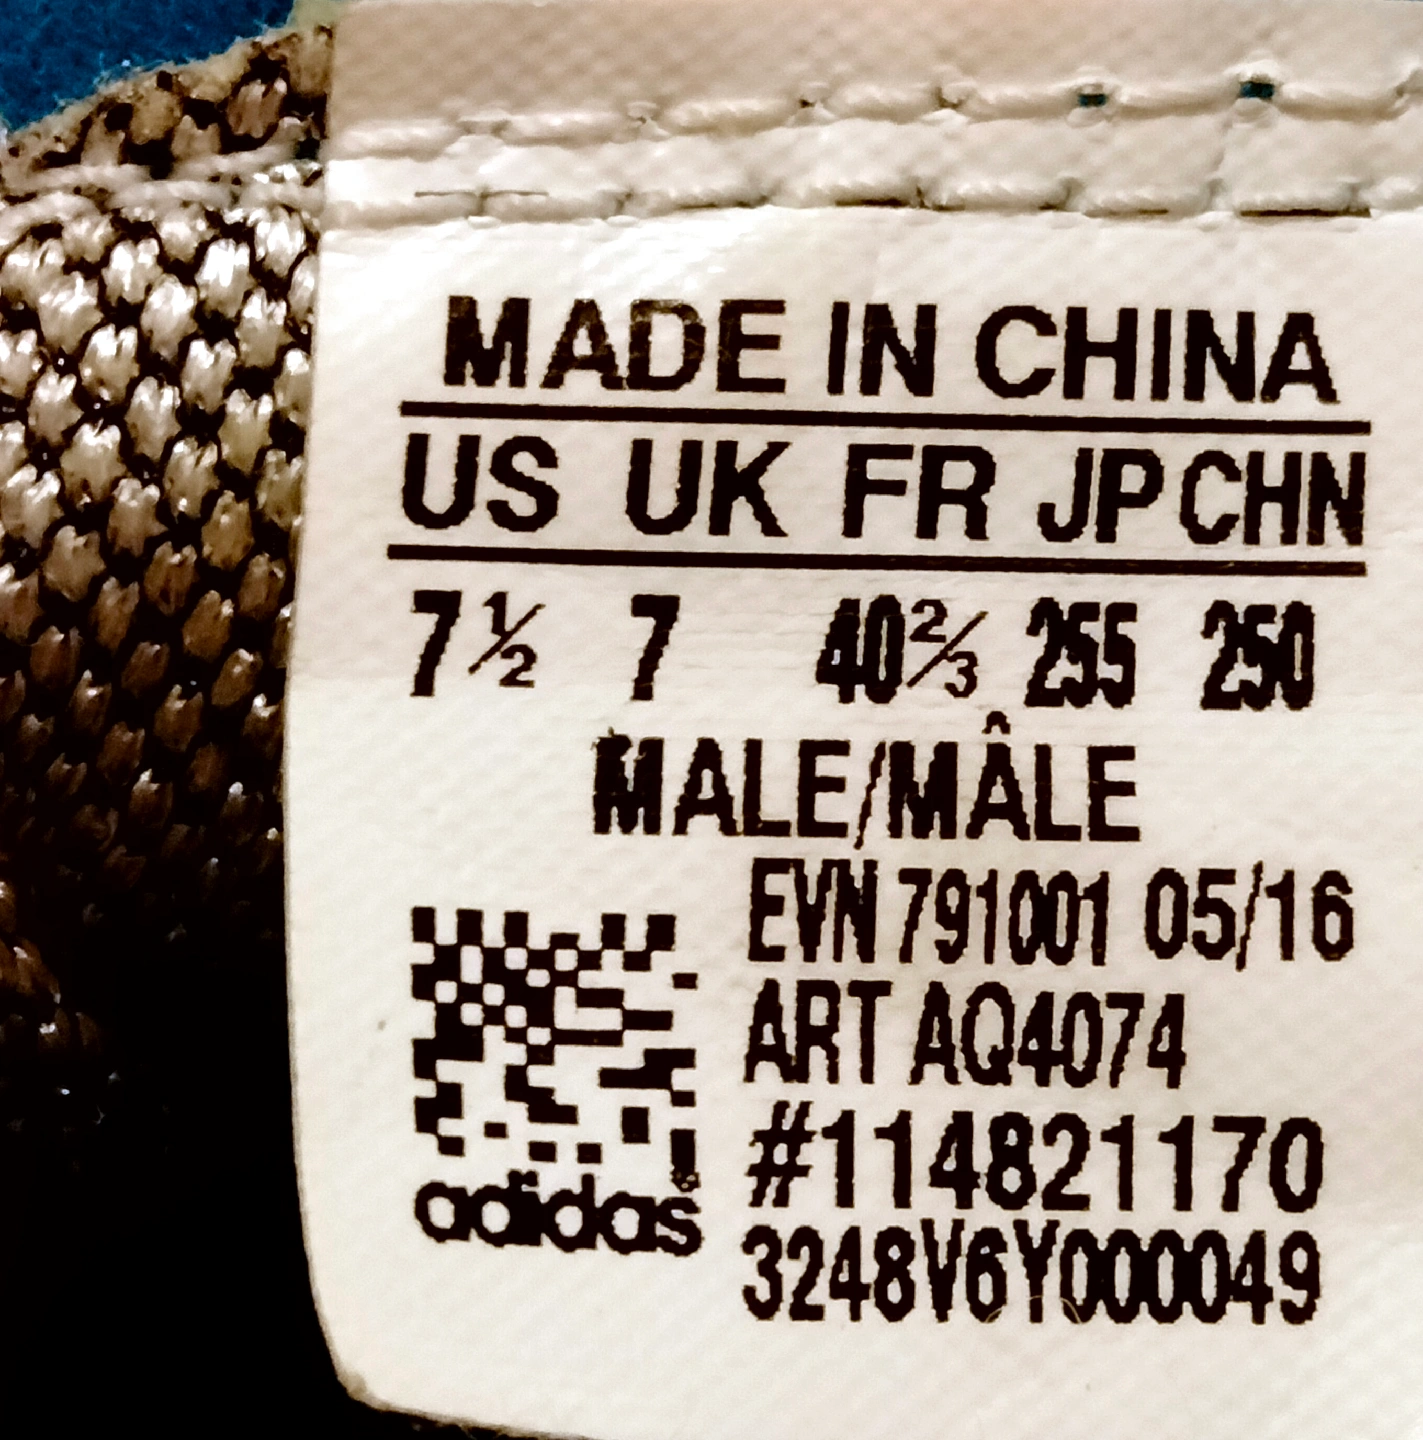 MADE IN CHINA
US UK FR JP CHN
7½ 7 40⅔ 255 250
MALE/MÂLE
EVN 791001 05/16
ART AQ4074
#114821170
3248V6Y000049
adidas